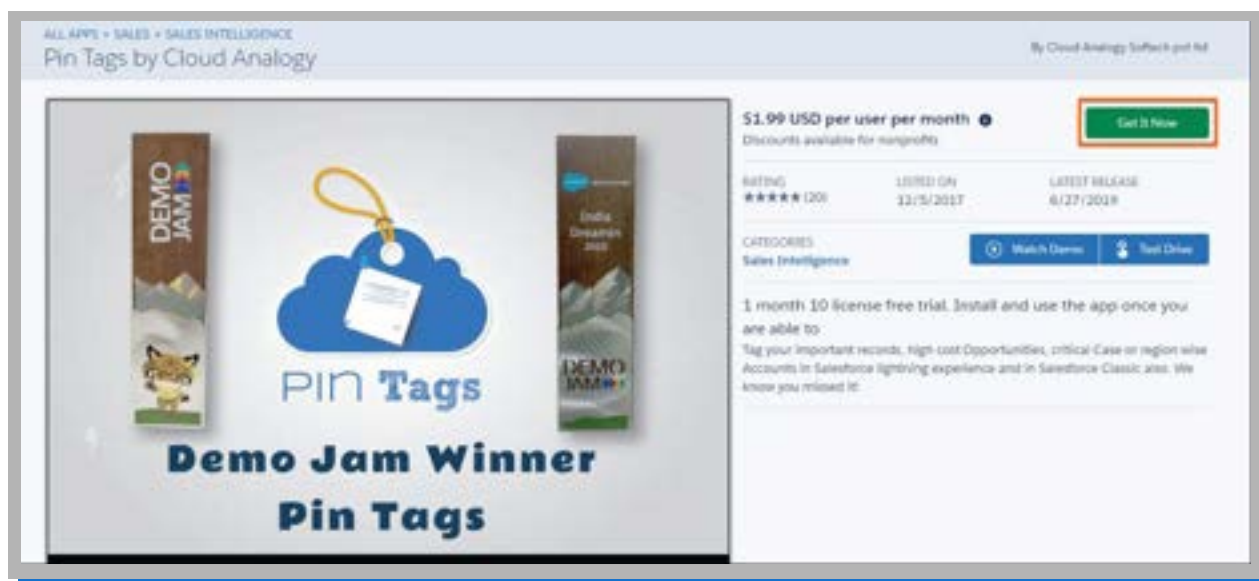 ALL APPS > SALES > SALES INTELLIGENCE
Pin Tags by Cloud Analogy
By Cloud Analogy Softech pvt ltd
DEMO
JAM
India
Dreamin
DEMO
JAM
PIN Tags
Demo Jam Winner
Pin Tags
$1.99 USD per user per month
Discounts available for nonprofits
Get It Now
RATING
LISTED ON
LATEST RELEASE
★★★★★ (20)
12/5/2017
6/27/2019
CATEGORIES
Sales Intelligence
Watch Demo
Test Drive
1 month 10 license free trial. Install and use the app once you
are able to
Tag your important records, high cost Opportunities, critical Case or region wise
Accounts in Salesforce lightning experience and in Salesforce Classic also. We
know you missed it!